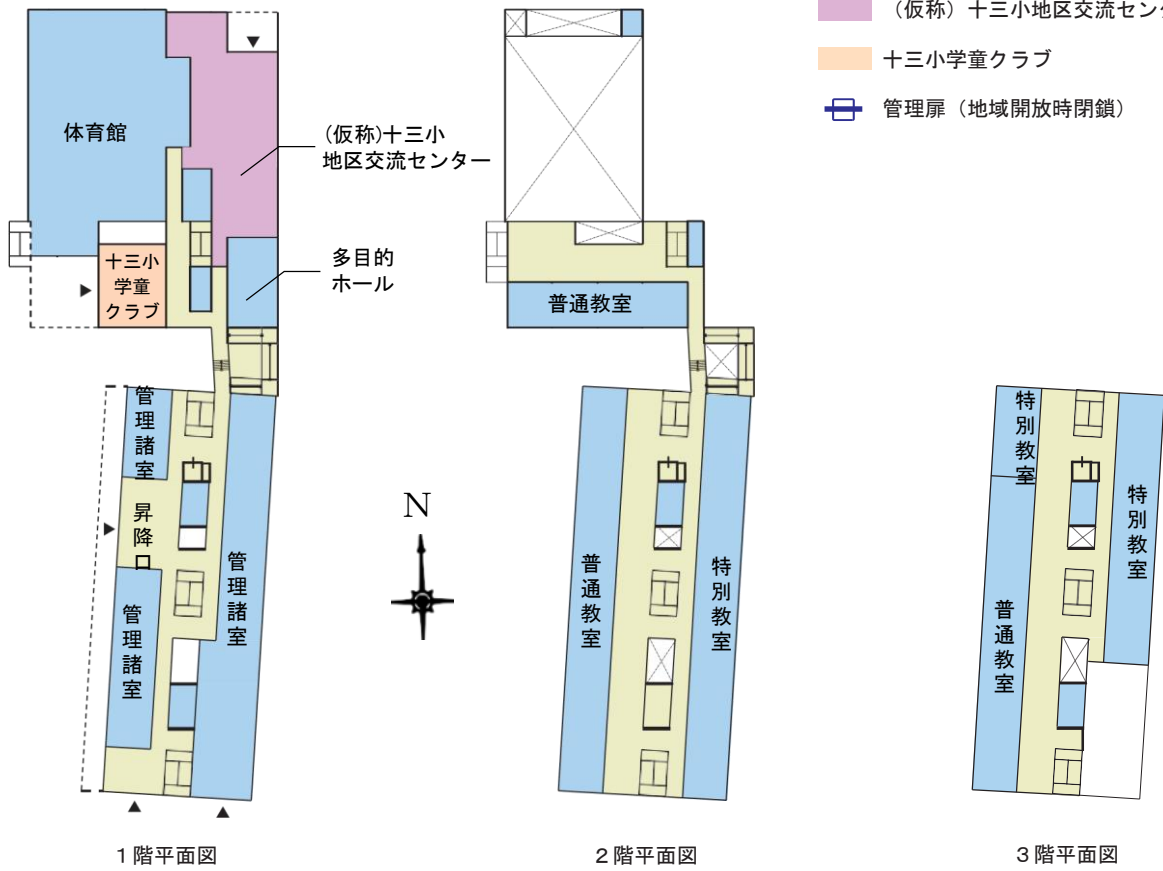 （仮称）十三小地区交流センタ
十三小学童クラブ
管理扉（地域開放時閉鎖）
体育館
(仮称)十三小
地区交流センター
十三小
学童
クラブ
多目的
ホール
管理諸室
昇降口
管理諸室
管理諸室
1階平面図
普通教室
普通教室
特別教室
2階平面図
N
特別教室
特別教室
普通教室
3階平面図